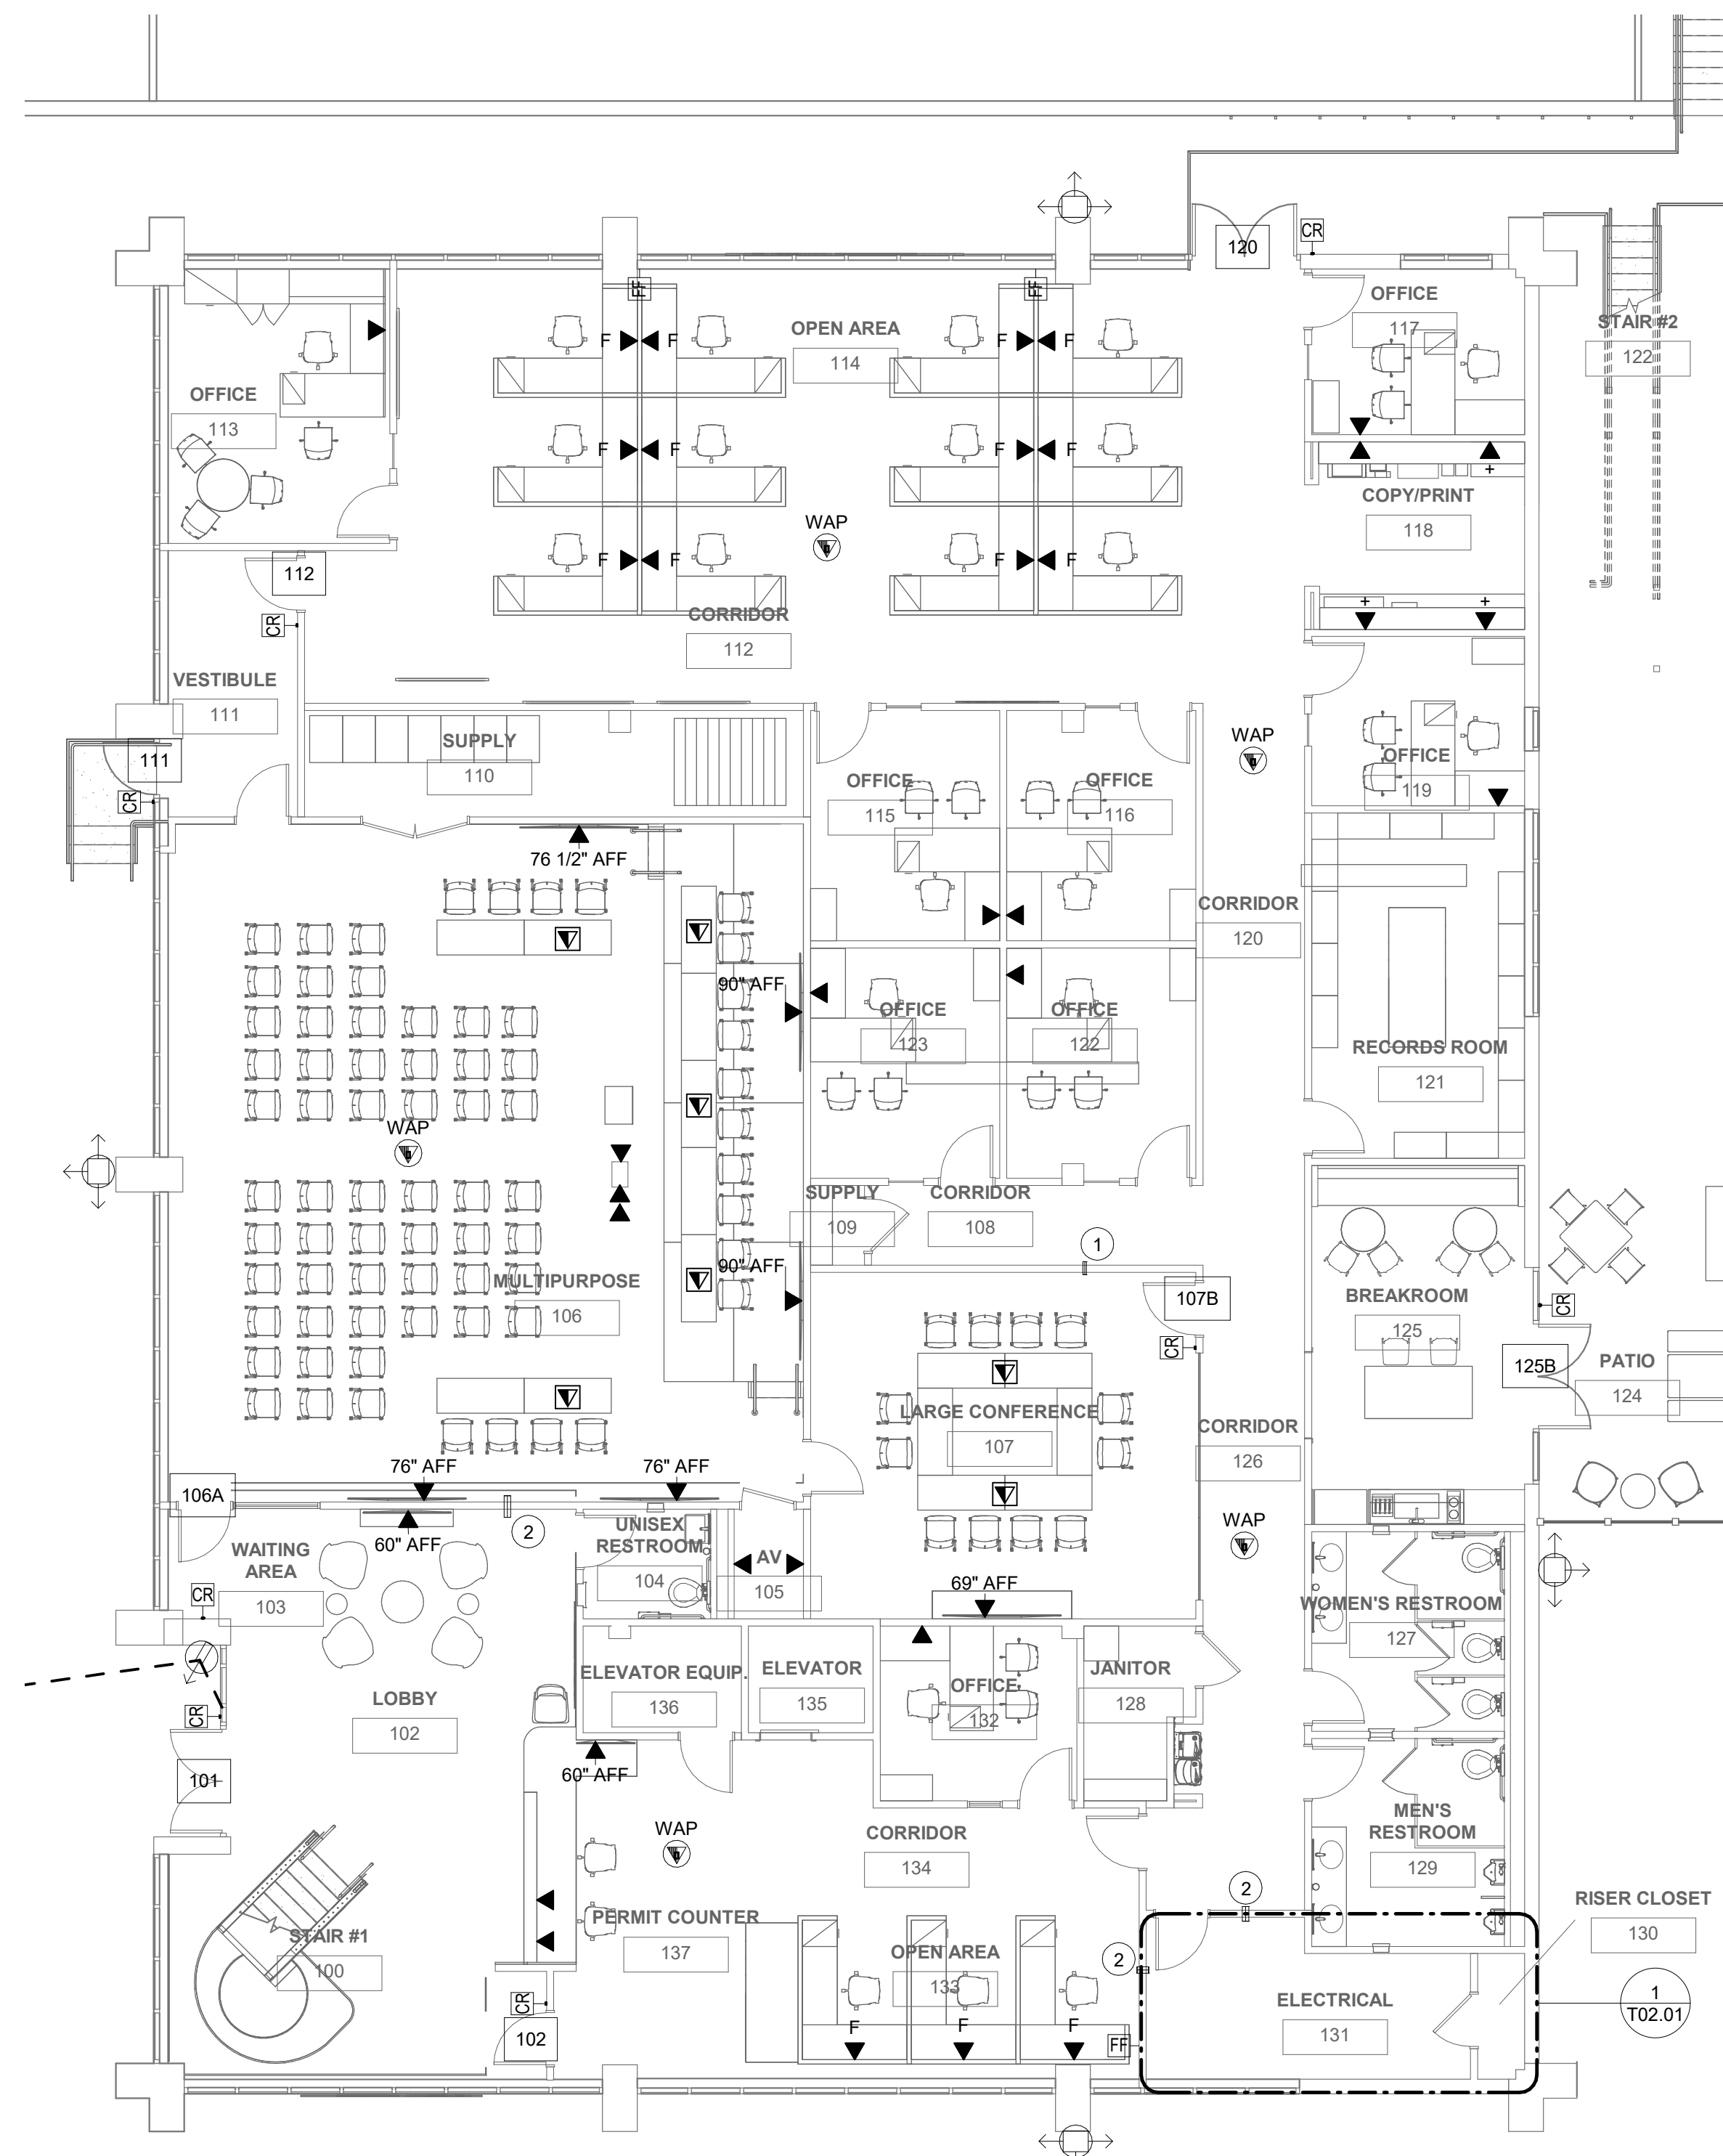 120
CR
OFFICE
117
FF
FF
OPEN AREA
114
STAIR #2
122
F
F
F
F
OFFICE
113
F
F
F
F
COPY/PRINT
118
+
WAP
F
F
F
F
112
CR
CORRIDOR
112
+
+
VESTIBULE
111
111
CR
SUPPLY
110
WAP
OFFICE
115
OFFICE
116
OFFICE
119
76 1/2" AFF
CORRIDOR
120
90" AFF
OFFICE
123
OFFICE
122
RECORDS ROOM
121
WAP
SUPPLY
109
CORRIDOR
108
1
90" AFF
MULTIPURPOSE
106
107B
CR
BREAKROOM
125
CR
125B
PATIO
124
LARGE CONFERENCE
107
CORRIDOR
126
76" AFF
76" AFF
106A
2
60" AFF
WAITING
AREA
103
UNISEX
RESTROOM
104
AV
105
WAP
69" AFF
CR
WOMEN'S RESTROOM
127
ELEVATOR EQUIP.
136
ELEVATOR
135
OFFICE
132
JANITOR
128
LOBBY
102
CR
101
60" AFF
WAP
CORRIDOR
134
MEN'S
RESTROOM
129
2
RISER CLOSET
130
STAIR #1
100
PERMIT COUNTER
137
OPEN AREA
133
2
CR
102
F
F
F
FF
ELECTRICAL
131
1
T02.01